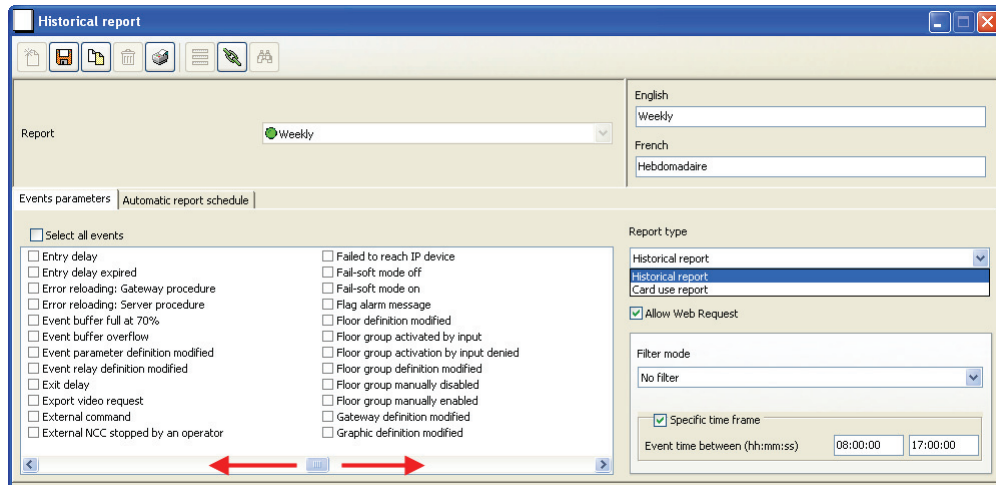 Historical report
English
Weekly
Report
Weekly
French
Hebdomadaire
Events parameters
Automatic report schedule
Select all events
Entry delay
Entry delay expired
Error reloading: Gateway procedure
Error reloading: Server procedure
Event buffer full at 70%
Event buffer overflow
Event parameter definition modified
Event relay definition modified
Exit delay
Export video request
External command
External NCC stopped by an operator
Failed to reach IP device
Fail-soft mode off
Fail-soft mode on
Flag alarm message
Floor definition modified
Floor group activated by input
Floor group activation by input denied
Floor group definition modified
Floor group manually disabled
Floor group manually enabled
Gateway definition modified
Graphic definition modified
Report type
Historical report
Historical report
Card use report
Allow Web Request
Filter mode
No filter
Specific time frame
Event time between (hh:mm:ss) 08:00:00 17:00:00